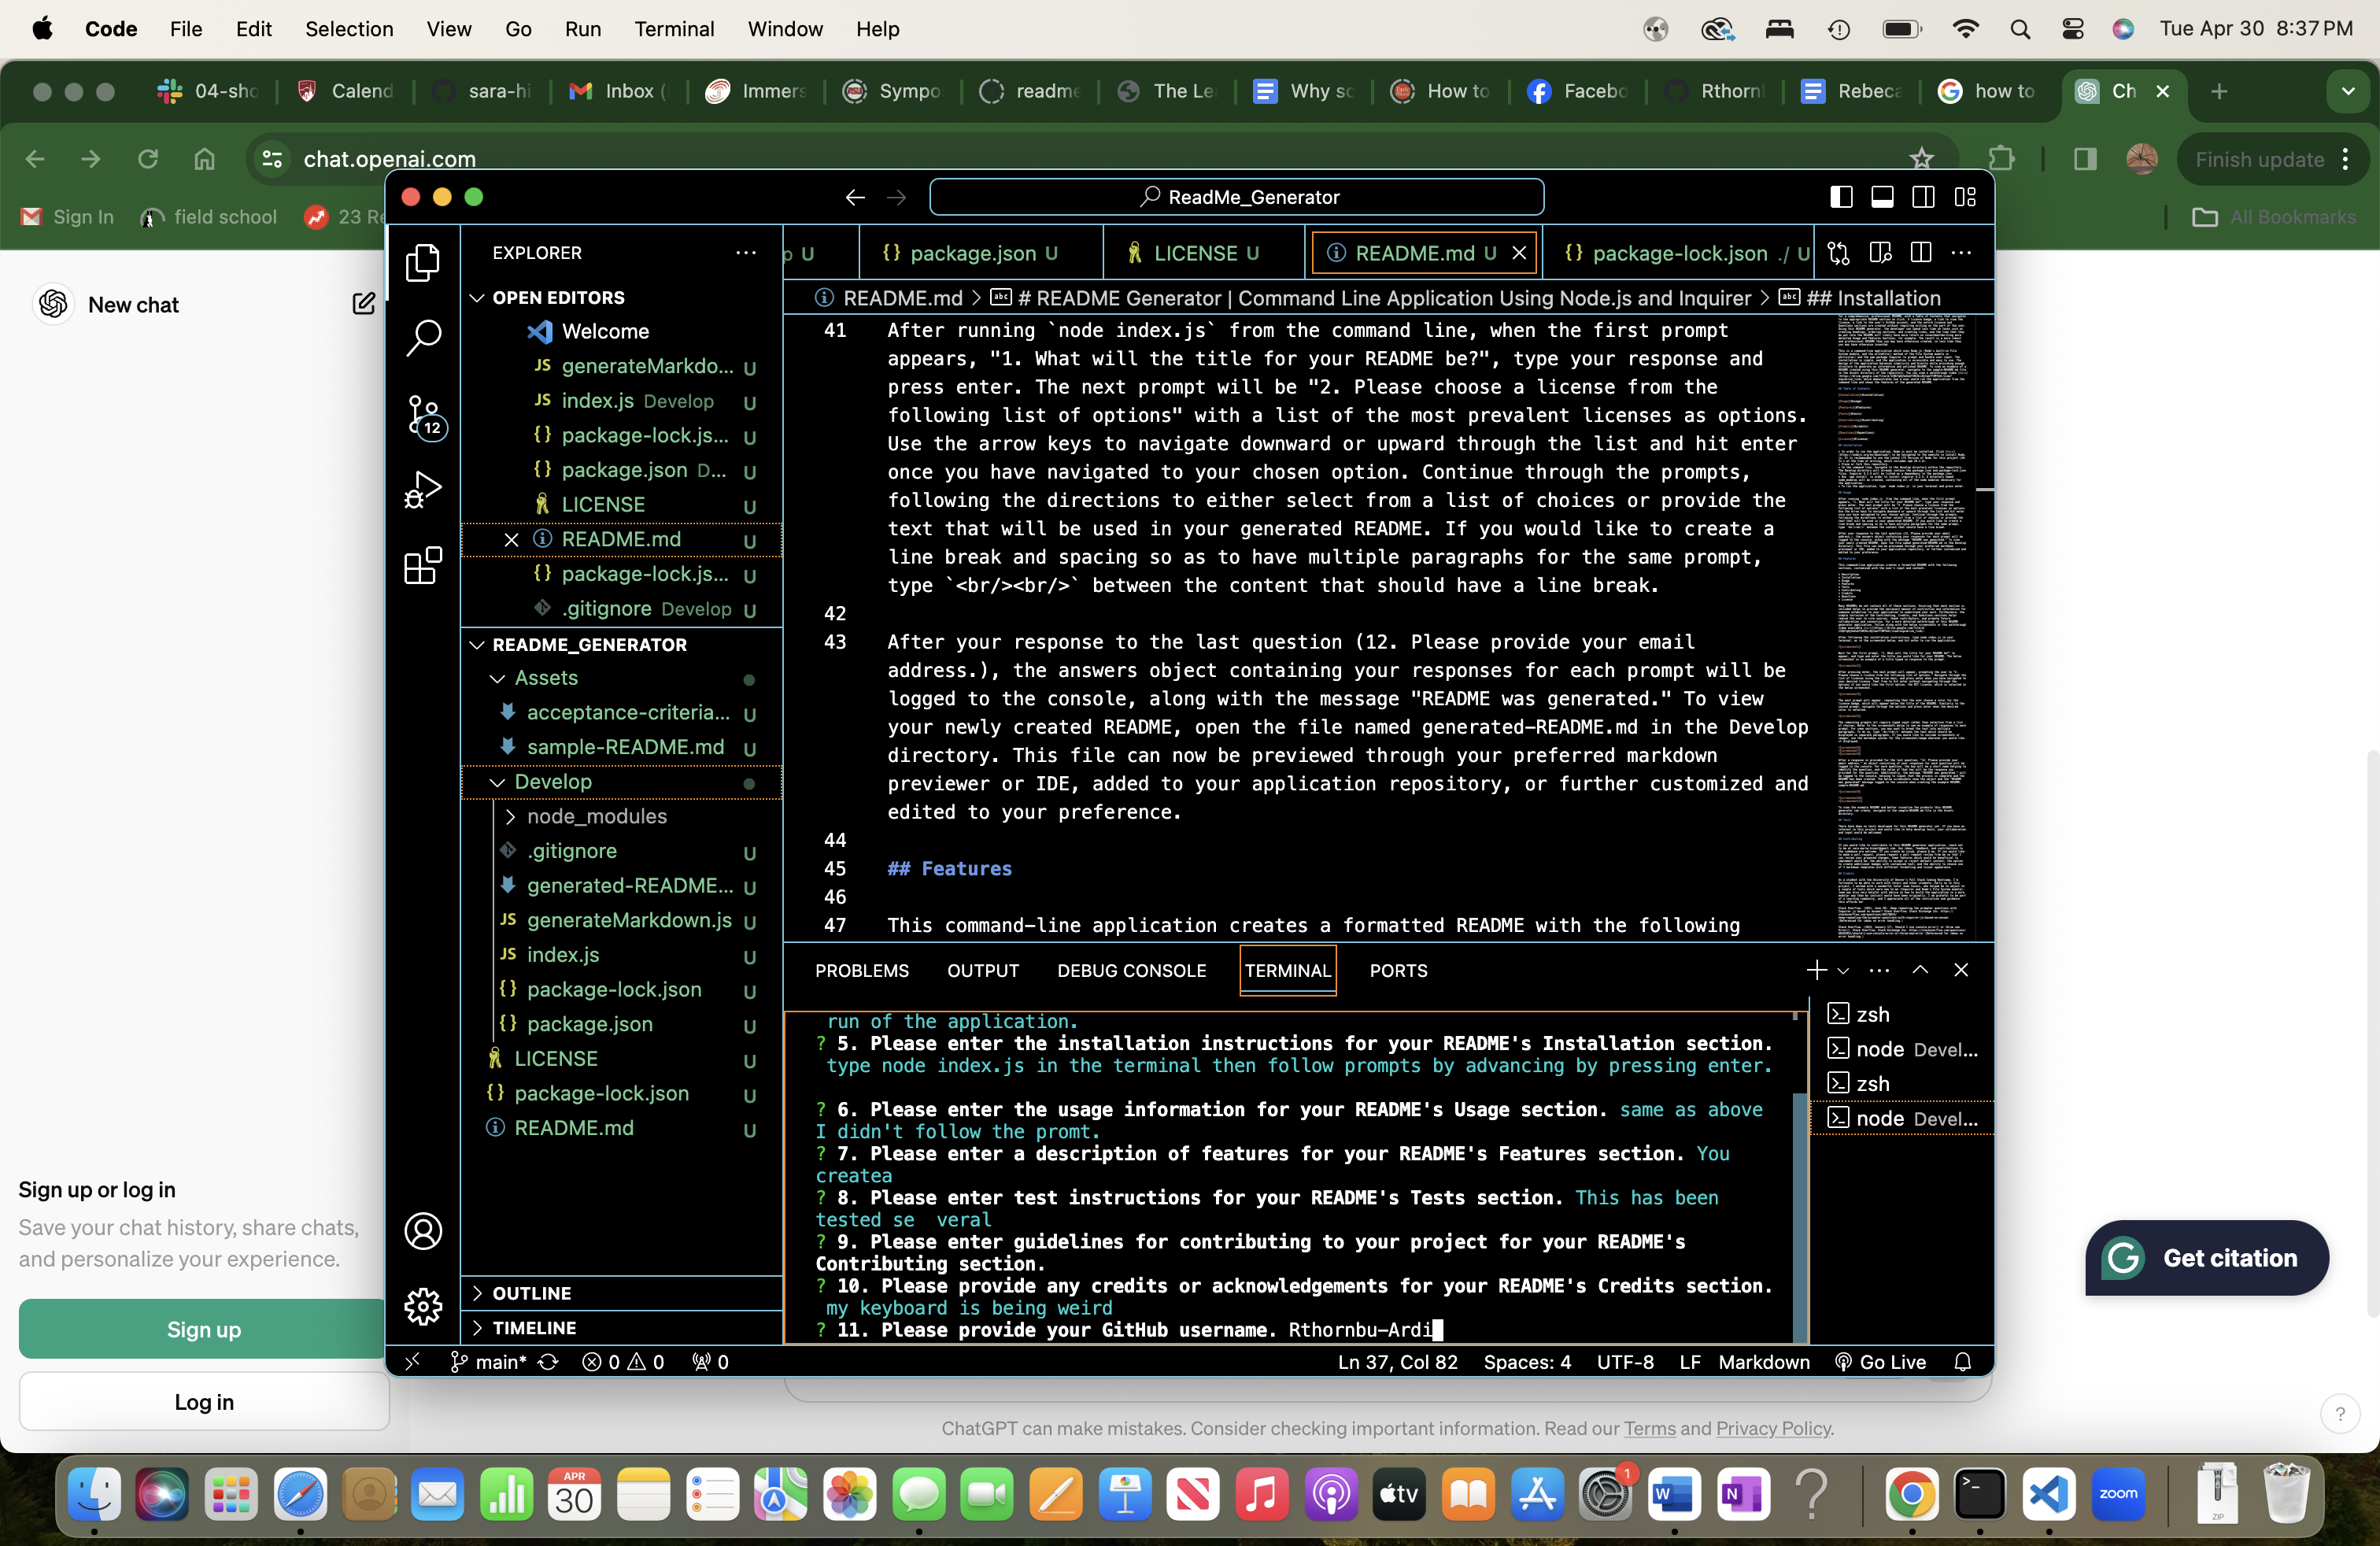 Code File Edit Selection View Go Run Terminal Window Help Tue Apr 30 8:37 PM
04-sho Calend sara-hi Inbox ( Immers Sympo readme The Le Why so How to Facebo Rthornl Rebeca how to Ch
chat.openai.com Finish update
Sign In field school 23 Re All Bookmarks
New chat
Sign up or log in
Save your chat history, share chats,
and personalize your experience.
Sign up
Log in
ReadMe_Generator
EXPLORER
OPEN EDITORS
Welcome
generateMarkdo... U
index.js Develop U
package-lock.js... U
package.json D... U
LICENSE U
README.md U
package-lock.js... U
.gitignore Develop U
README_GENERATOR
Assets
acceptance-criteria... U
sample-README.md U
Develop
node_modules
.gitignore U
generated-README... U
generateMarkdown.js U
index.js U
package-lock.json U
package.json U
LICENSE U
package-lock.json U
README.md U
OUTLINE
TIMELINE
12
p U package.json U LICENSE U README.md U package-lock.json ./ U
README.md > # README Generator | Command Line Application Using Node.js and Inquirer > ## Installation
41 After running `node index.js` from the command line, when the first prompt
appears, "1. What will the title for your README be?", type your response and
press enter. The next prompt will be "2. Please choose a license from the
following list of options" with a list of the most prevalent licenses as options.
Use the arrow keys to navigate downward or upward through the list and hit enter
once you have navigated to your chosen option. Continue through the prompts,
following the directions to either select from a list of choices or provide the
text that will be used in your generated README. If you would like to create a
line break and spacing so as to have multiple paragraphs for the same prompt,
type `<br/><br/>` between the content that should have a line break.
42
43 After your response to the last question (12. Please provide your email
address.), the answers object containing your responses for each prompt will be
logged to the console, along with the message "README was generated." To view
your newly created README, open the file named generated-README.md in the Develop
directory. This file can now be previewed through your preferred markdown
previewer or IDE, added to your application repository, or further customized and
edited to your preference.
44
45 ## Features
46
47 This command-line application creates a formatted README with the following
PROBLEMS OUTPUT DEBUG CONSOLE TERMINAL PORTS
run of the application.
? 5. Please enter the installation instructions for your README's Installation section.
type node index.js in the terminal then follow prompts by advancing by pressing enter.
? 6. Please enter the usage information for your README's Usage section. same as above
I didn't follow the promt.
? 7. Please enter a description of features for your README's Features section. You
createa
? 8. Please enter test instructions for your README's Tests section. This has been
tested se  veral
? 9. Please enter guidelines for contributing to your project for your README's
Contributing section.
? 10. Please provide any credits or acknowledgements for your README's Credits section.
my keyboard is being weird
? 11. Please provide your GitHub username. Rthornbu-Ardi
zsh
node Devel...
zsh
node Devel...
main* 0 0 0 Ln 37, Col 82 Spaces: 4 UTF-8 LF Markdown Go Live
Get citation
ChatGPT can make mistakes. Consider checking important information. Read our Terms and Privacy Policy.
?
APR
30
tv
1
W
N
zoom
ZIP